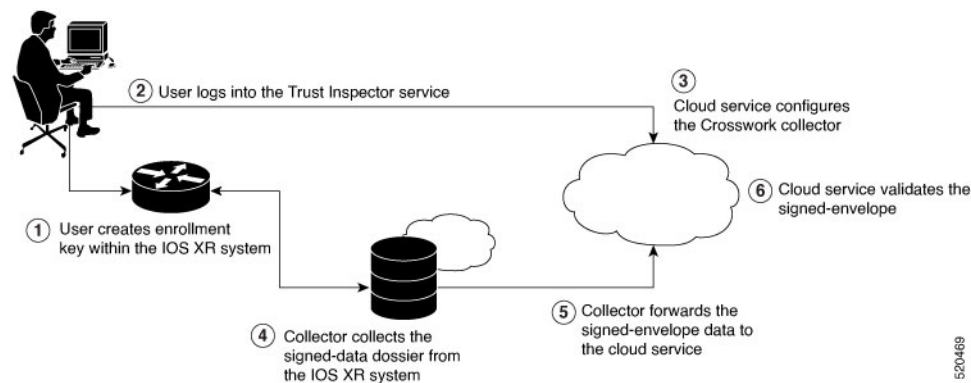 2 User logs into the Trust Inspector service
3
Cloud service configures
the Crosswork collector
1 User creates enrollment
key within the IOS XR system
6 Cloud service validates the
signed-envelope
4 Collector collects the
signed-data dossier from
the IOS XR system
5 Collector forwards the
signed-envelope data to
the cloud service
520469